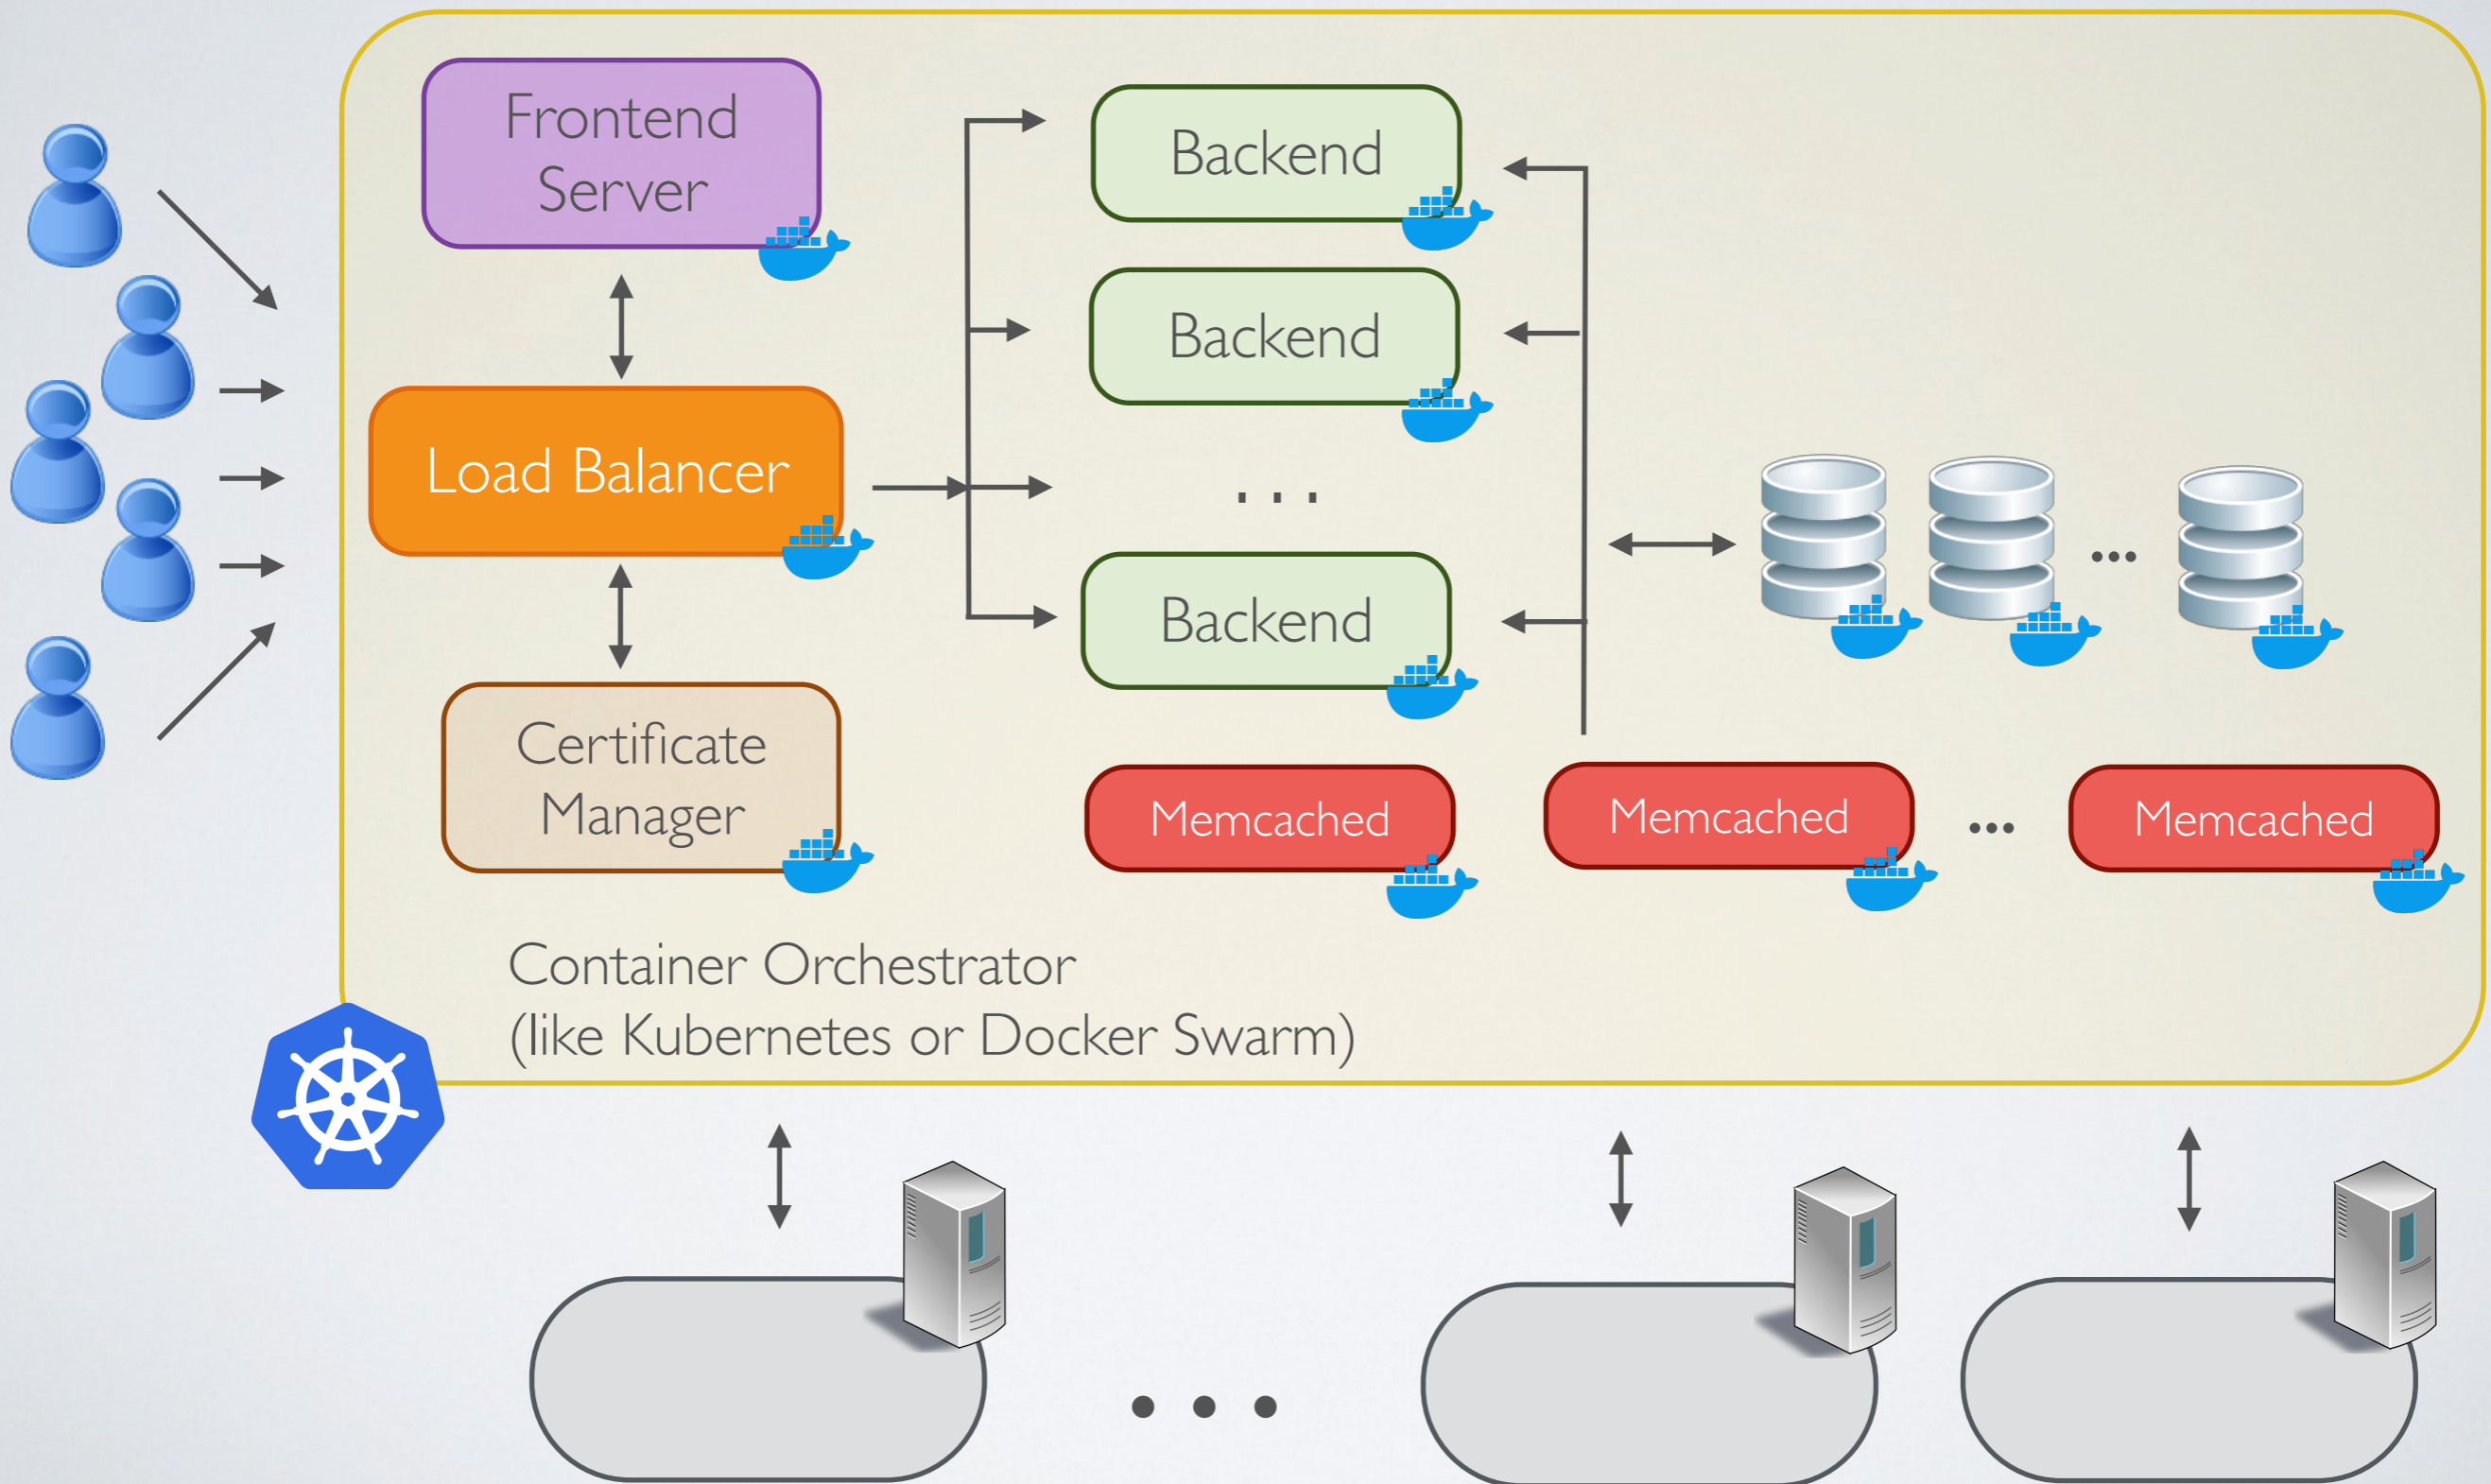 Frontend
Server
Load Balancer
Certificate
Manager
Backend
Backend
. . .
Backend
...
Memcached
Memcached
...
Memcached
Container Orchestrator
(like Kubernetes or Docker Swarm)
. . .